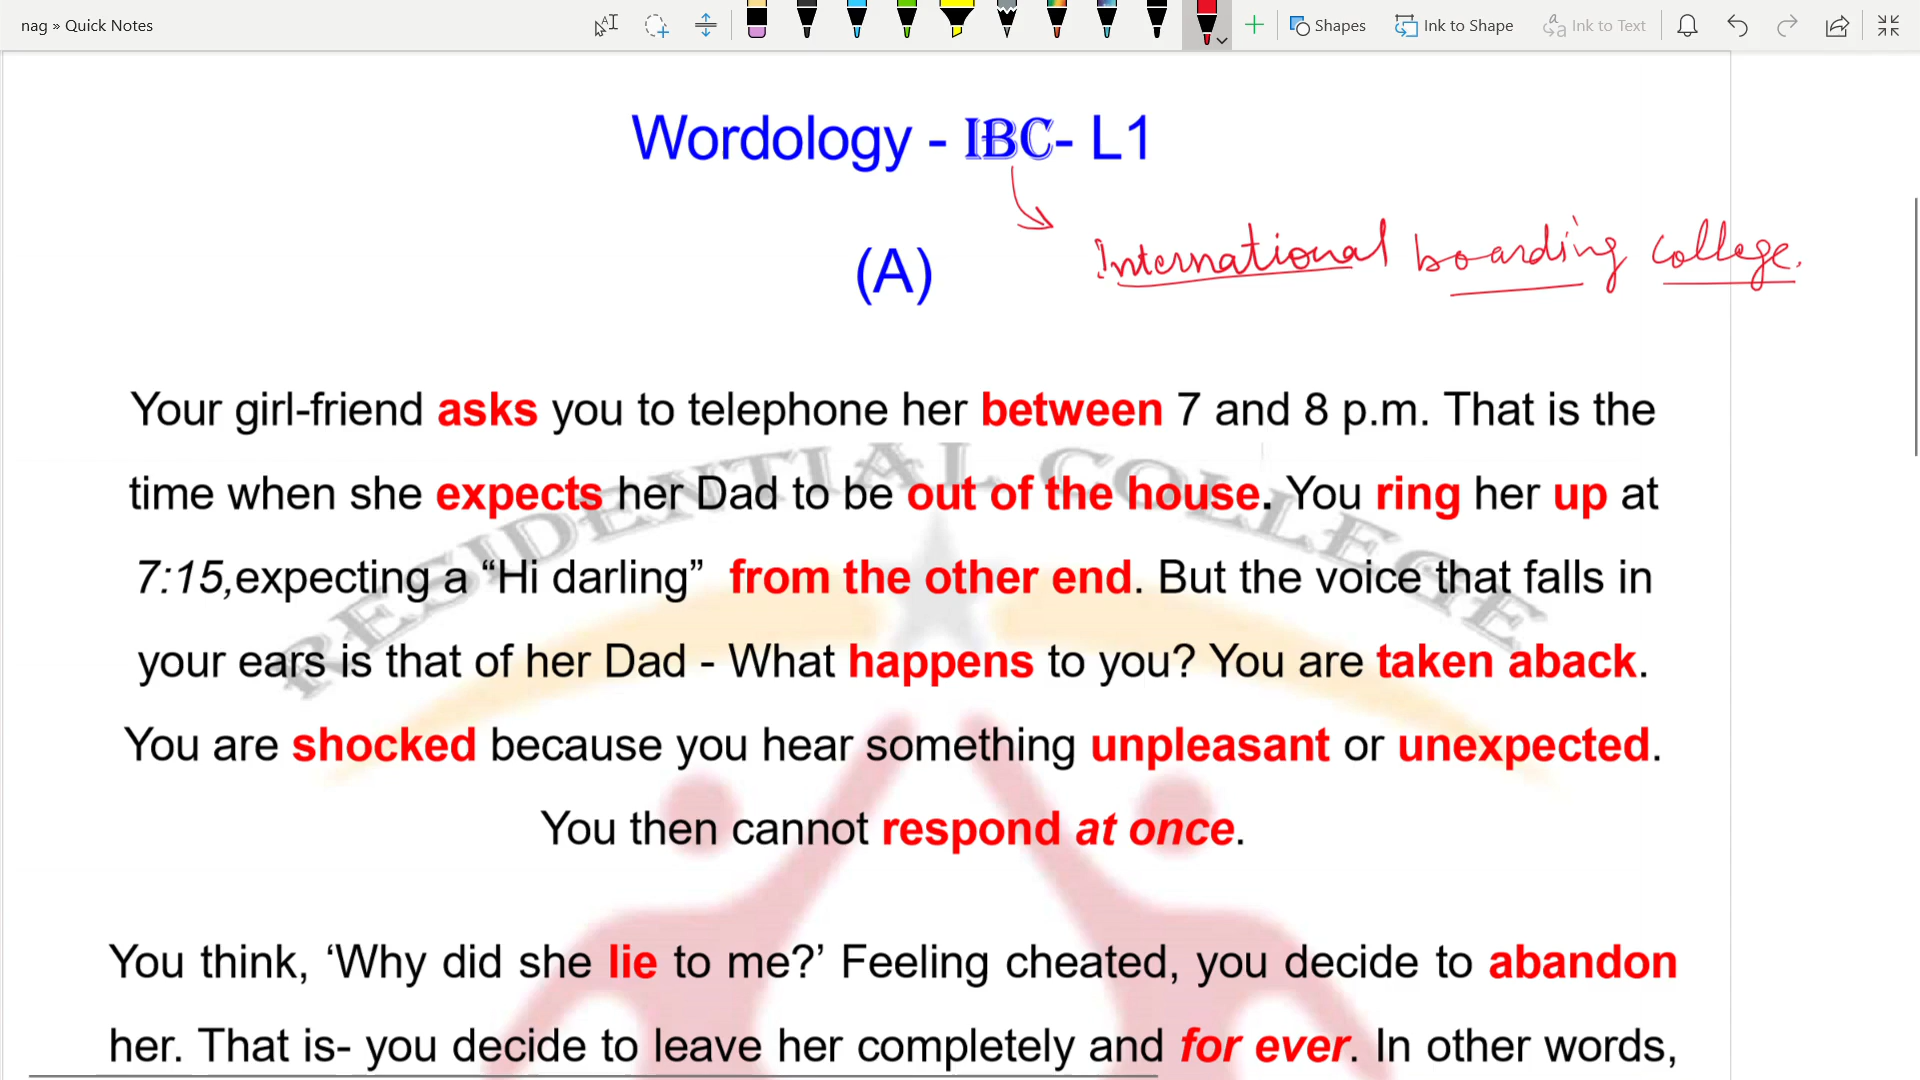 nag » Quick Notes
Shapes
Ink to Shape
Ink to Text
Wordology - IBC- L1
International boarding college.
(A)
Your girl-friend asks you to telephone her between 7 and 8 p.m. That is the
time when she expects her Dad to be out of the house. You ring her up at
7:15,expecting a “Hi darling” from the other end. But the voice that falls in
your ears is that of her Dad - What happens to you? You are taken aback.
You are shocked because you hear something unpleasant or unexpected.
You then cannot respond at once.
You think, ‘Why did she lie to me?’ Feeling cheated, you decide to abandon
her. That is- you decide to leave her completely and for ever. In other words,
RESIDENTIAL COLLEGE